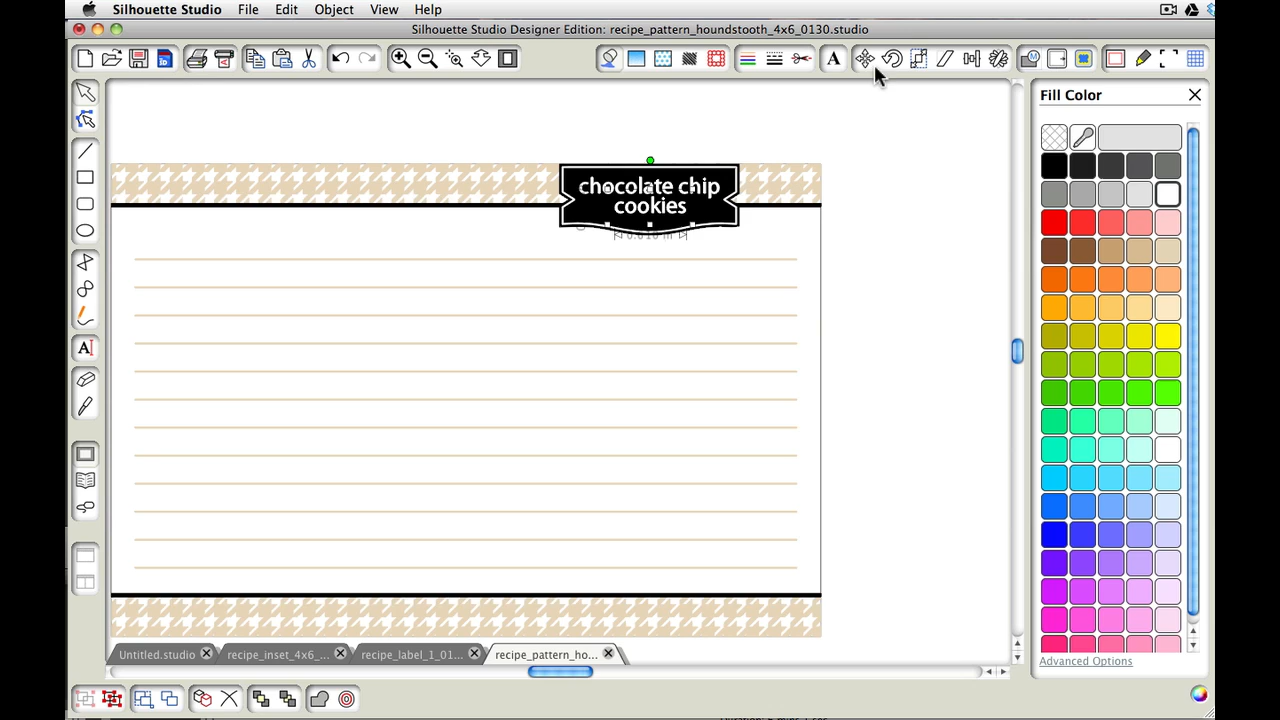 Silhouette Studio File Edit Object View Help
Silhouette Studio Designer Edition: recipe_pattern_houndstooth_4x6_0130.studio
A
Fill Color
chocolate chip
cookies
A
Untitled.studio recipe_inset_4x6_... recipe_label_1_01... recipe_pattern_ho...
Advanced Options